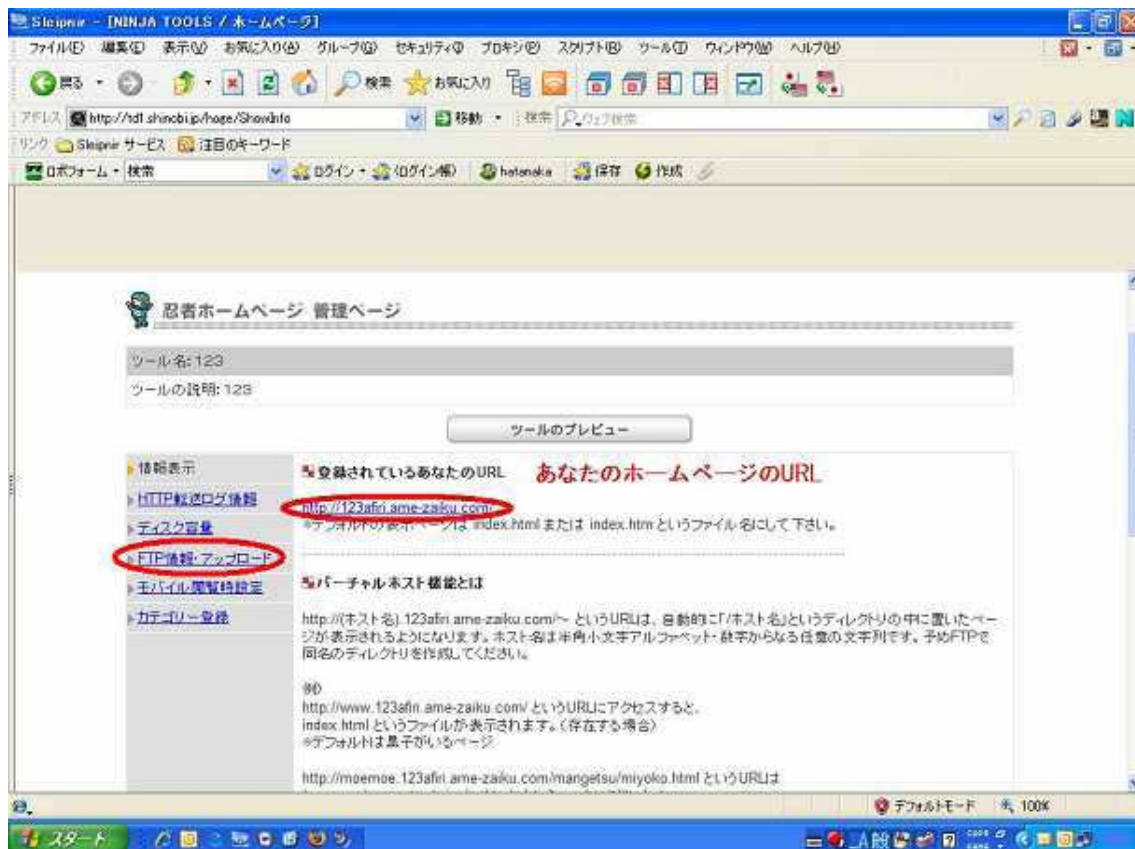 Sleipnir - [NINJA TOOLS / ホームページ]
ファイル(F) 編集(E) 表示(V) お気に入り(A) グループ(G) セキュリティ(Q) プロキシ(P) スクリプト(R) ツール(T) ウィンドウ(W) ヘルプ(H)
戻る 検索 お気に入り
アドレス http://td1.shinobi.jp/hoge/ShowInfo 移動 検索
リンク Sleipnir サービス 注目のキーワード
ロボフォーム 検索 ログイン (ログイン帳) hatanaka 保存 作成
忍者ホームページ 管理ページ
ツール名: 123
ツールの説明: 123
ツールのプレビュー
情報表示
HTTP転送ログ情報
ディスク容量
FTP情報・アップロード
モバイル閲覧時設定
カテゴリー登録
登録されているあなたのURL あなたのホームページのURL
http://123afiri.ame-zaiku.com/
※デフォルトの表示ページは index.html または index.htm というファイル名にして下さい。
バーチャルホスト機能とは
http://(ホスト名).123afiri.ame-zaiku.com/~ というURLは、自動的に「/ホスト名」というディレクトリの中に置いたペー
ジが表示されるようになります。ホスト名は半角小文字アルファベット・数字からなる任意の文字列です。予めFTPで
同名のディレクトリを作成してください。
例)
http://www.123afiri.ame-zaiku.com/ というURLにアクセスすると、
index.html というファイルが表示されます。(存在する場合)
※デフォルトは黒子がいるページ
http://moemoe.123afiri.ame-zaiku.com/mangetsu/miyoko.html というURLは
デフォルトモード 100%
スタート A 般 CAPS KANA